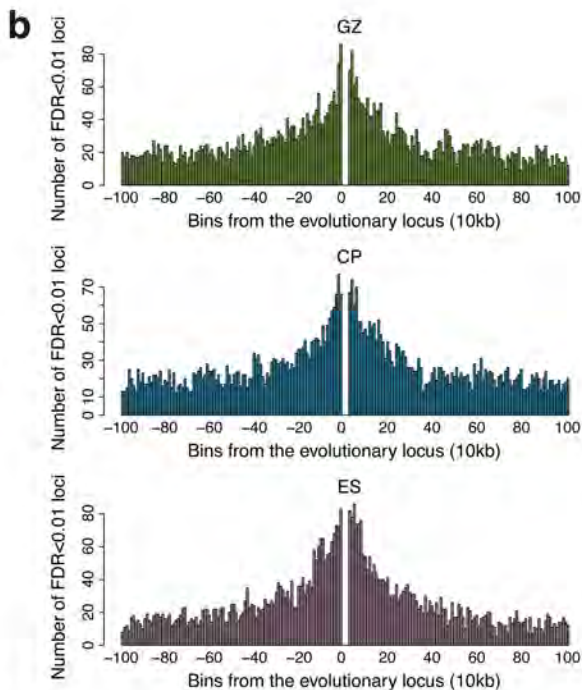 b
GZ
Number of FDR<0.01 loci
80
60
40
20
0
−100 −80 −60 −40 −20 0 20 40 60 80 100
Bins from the evolutionary locus (10kb)
CP
Number of FDR<0.01 loci
70
50
30
10
0
−100 −80 −60 −40 −20 0 20 40 60 80 100
Bins from the evolutionary locus (10kb)
ES
Number of FDR<0.01 loci
80
60
40
20
0
−100 −80 −60 −40 −20 0 20 40 60 80 100
Bins from the evolutionary locus (10kb)